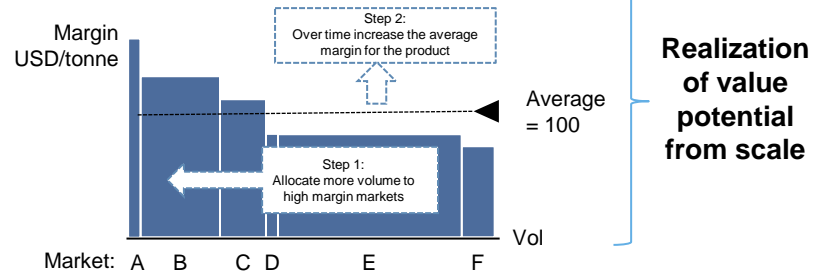 Step 2:
Over time increase the average
margin for the product
Margin
USD/tonne
Realization
of value
potential
from scale
Average
= 100
Step 1:
Allocate more volume to
high margin markets
Vol
Market: A B C D E F